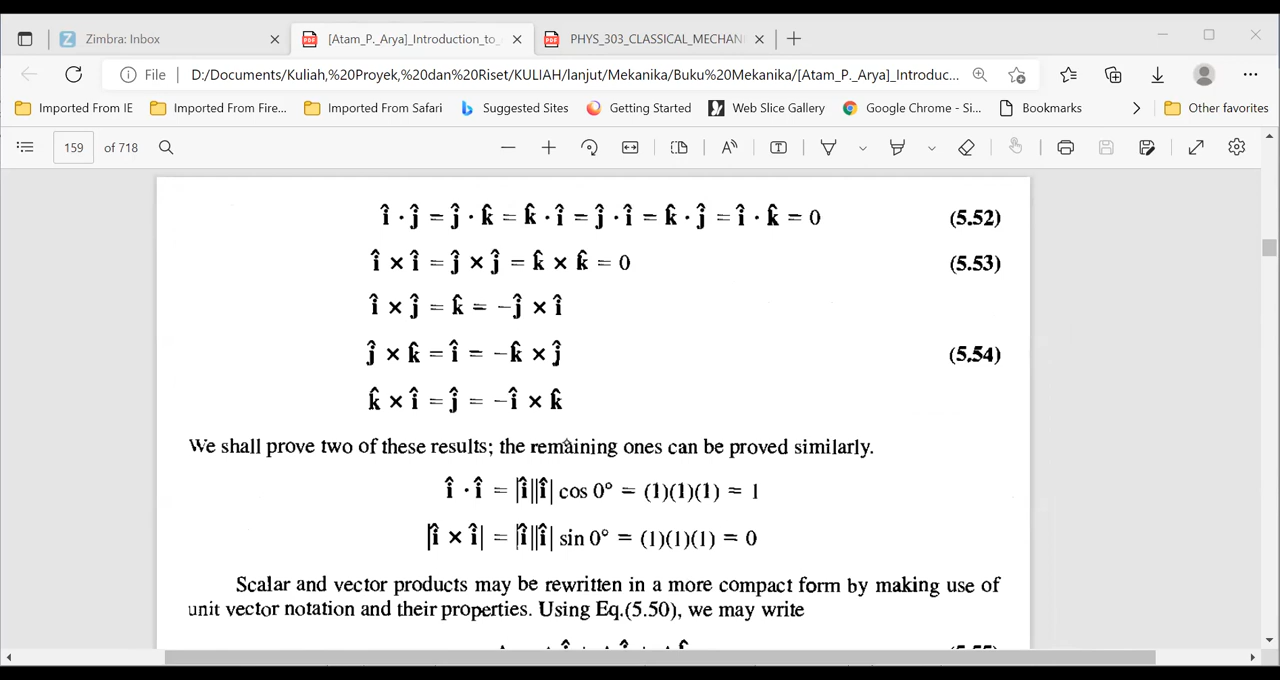 Zimbra: Inbox
[Atam_P._Arya]_Introduction_to_
PHYS_303_CLASSICAL_MECHAN
File
D:/Documents/Kuliah,%20Proyek,%20dan%20Riset/KULIAH/lanjut/Mekanika/Buku%20Mekanika/[Atam_P._Arya]_Introduc...
Imported From IE
Imported From Fire...
Imported From Safari
Suggested Sites
Getting Started
Web Slice Gallery
Google Chrome - Si...
Bookmarks
Other favorites
159 of 718
î · ĵ = ĵ · k̂ = k̂ · î = ĵ · î = k̂ · ĵ = î · k̂ = 0 (5.52)
î × î = ĵ × ĵ = k̂ × k̂ = 0 (5.53)
î × ĵ = k̂ = −ĵ × î
ĵ × k̂ = î = −k̂ × ĵ (5.54)
k̂ × î = ĵ = −î × k̂
We shall prove two of these results; the remaining ones can be proved similarly.
î · î = |î||î| cos 0° = (1)(1)(1) = 1
|î × î| = |î||î| sin 0° = (1)(1)(1) = 0
Scalar and vector products may be rewritten in a more compact form by making use of
unit vector notation and their properties. Using Eq.(5.50), we may write